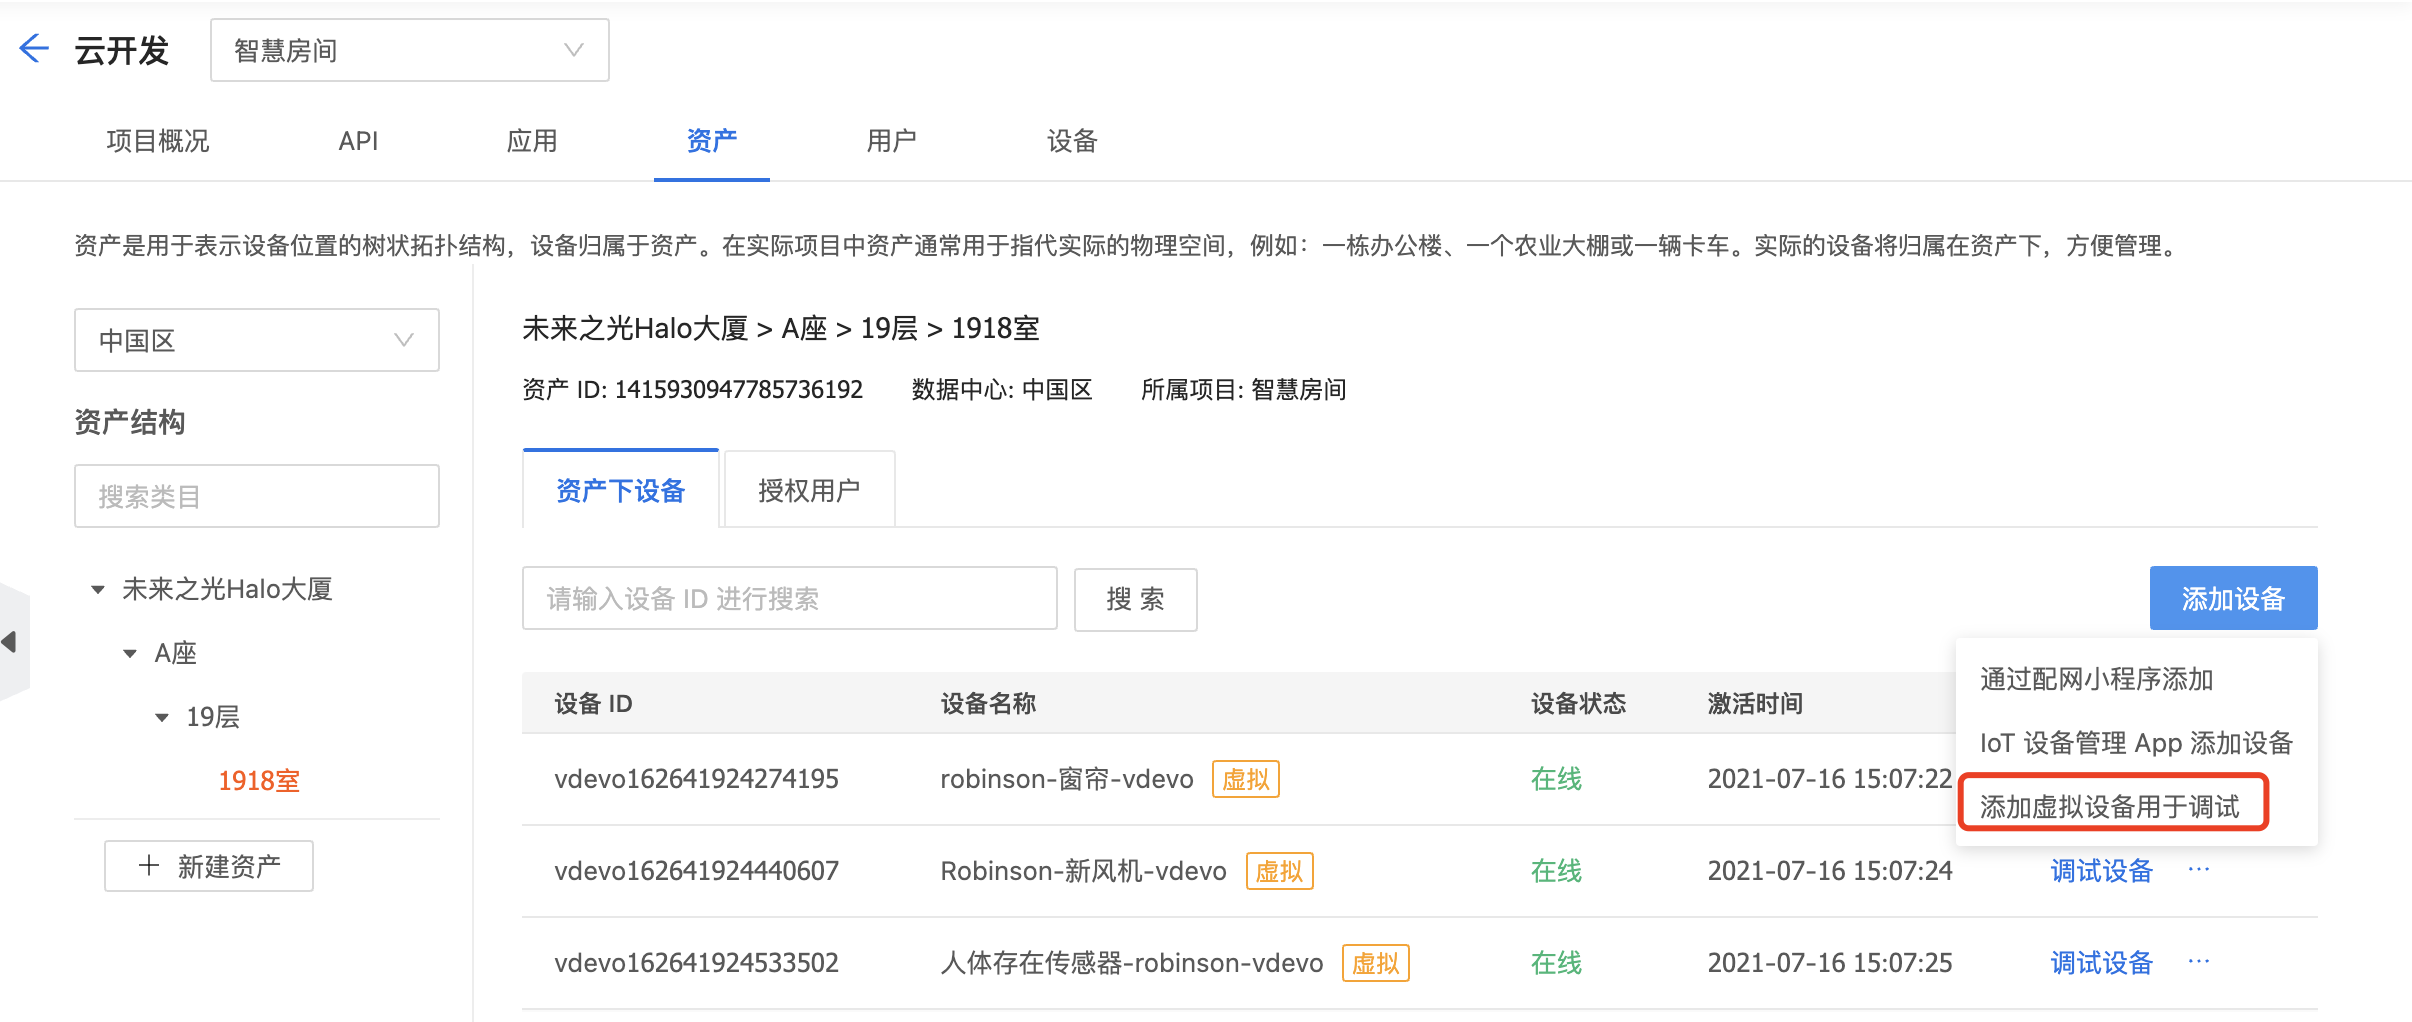 云开发
智慧房间
项目概况 API 应用 资产 用户 设备
资产是用于表示设备位置的树状拓扑结构，设备归属于资产。在实际项目中资产通常用于指代实际的物理空间，例如：一栋办公楼、一个农业大棚或一辆卡车。实际的设备将归属在资产下，方便管理。
中国区
资产结构
搜索类目
未来之光Halo大厦
A座
19层
1918室
新建资产
未来之光Halo大厦 > A座 > 19层 > 1918室
资产 ID: 1415930947785736192 数据中心: 中国区 所属项目: 智慧房间
资产下设备 授权用户
请输入设备 ID 进行搜索 搜 索 添加设备
通过配网小程序添加
IoT 设备管理 App 添加设备
添加虚拟设备用于调试
设备 ID 设备名称 设备状态 激活时间
vdevo162641924274195 robinson-窗帘-vdevo 虚拟 在线 2021-07-16 15:07:22
vdevo162641924440607 Robinson-新风机-vdevo 虚拟 在线 2021-07-16 15:07:24 调试设备 ···
vdevo162641924533502 人体存在传感器-robinson-vdevo 虚拟 在线 2021-07-16 15:07:25 调试设备 ···